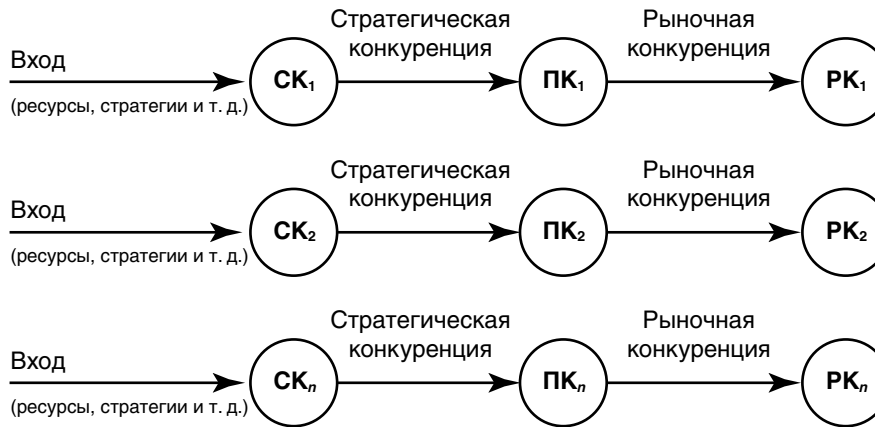 Стратегическая
конкуренция
Рыночная
конкуренция
Вход
(ресурсы, стратегии и т. д.)
СК₁
ПК₁
РК₁
Стратегическая
конкуренция
Рыночная
конкуренция
Вход
(ресурсы, стратегии и т. д.)
СК₂
ПК₂
РК₂
Стратегическая
конкуренция
Рыночная
конкуренция
Вход
(ресурсы, стратегии и т. д.)
СКₙ
ПКₙ
РКₙ